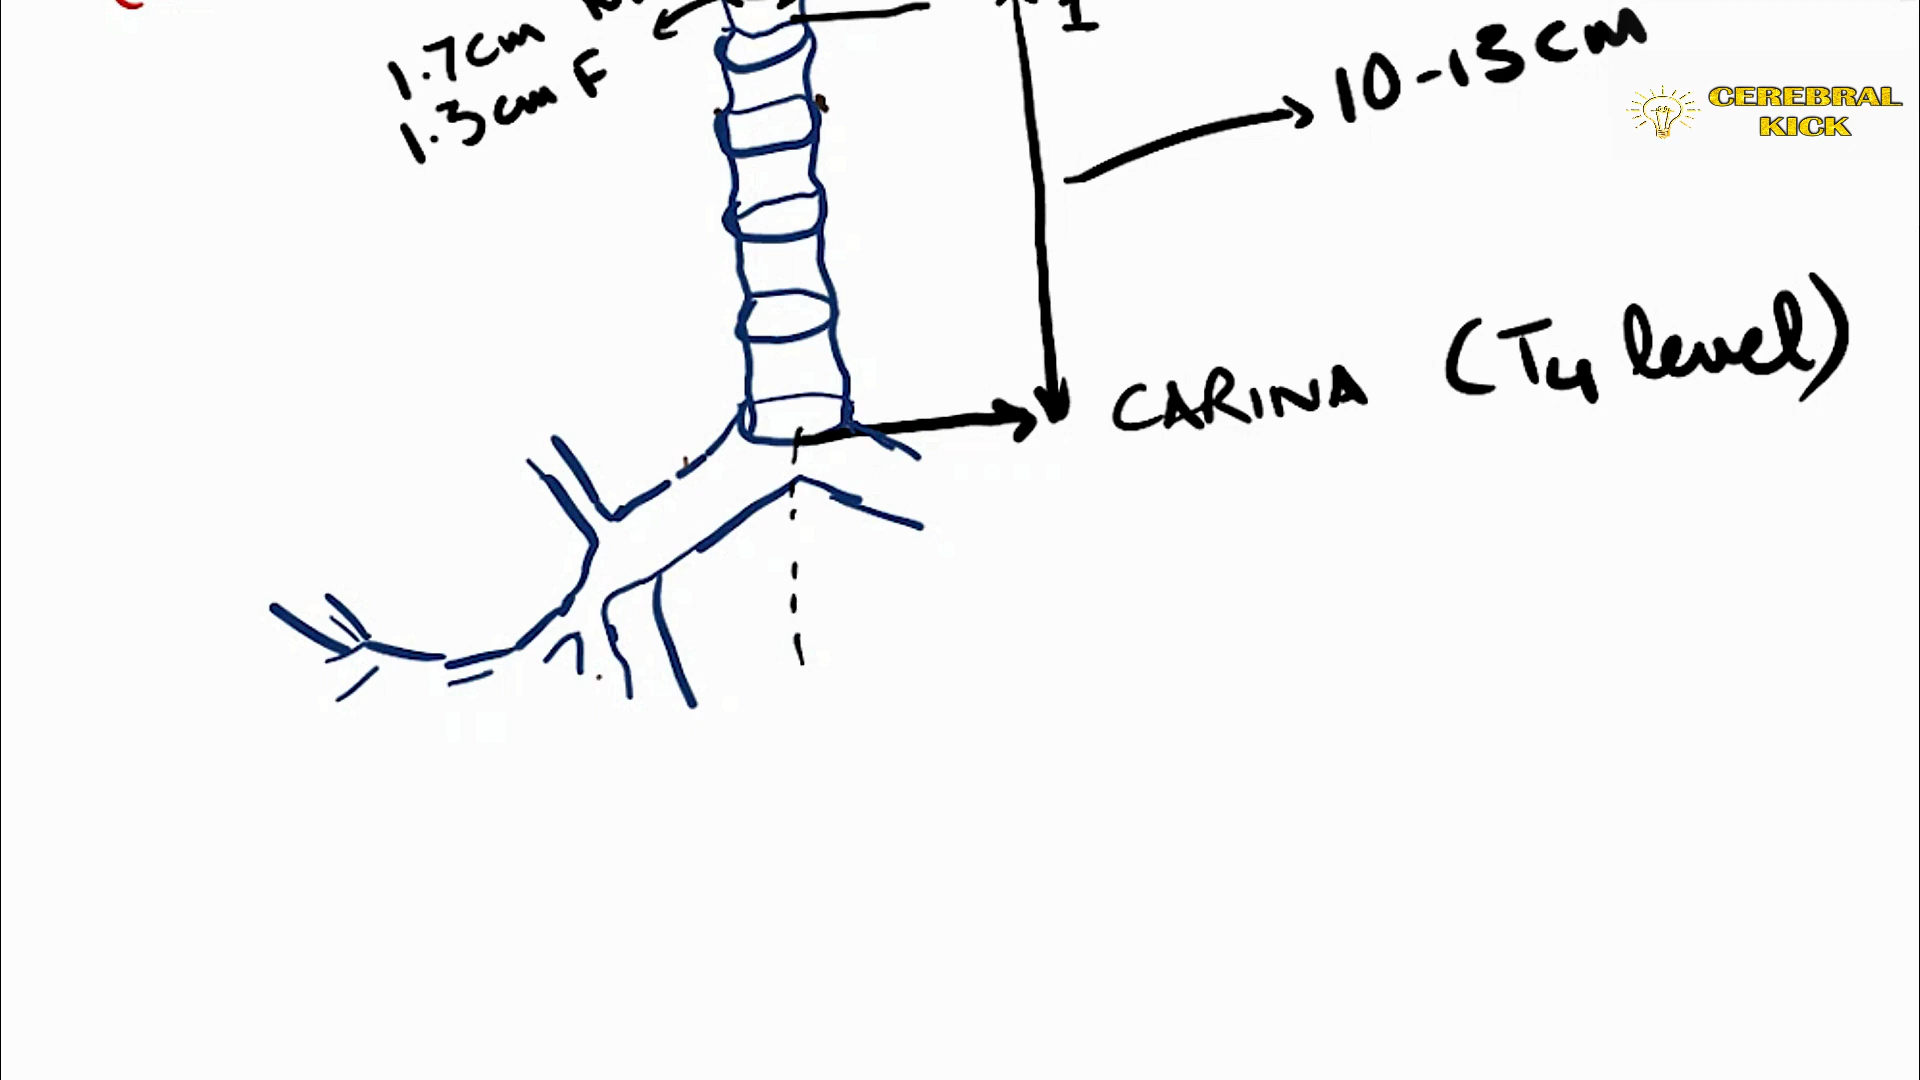 1.7cm
1.3cm F
10-13cm
CEREBRAL
KICK
CARINA (T4 level)